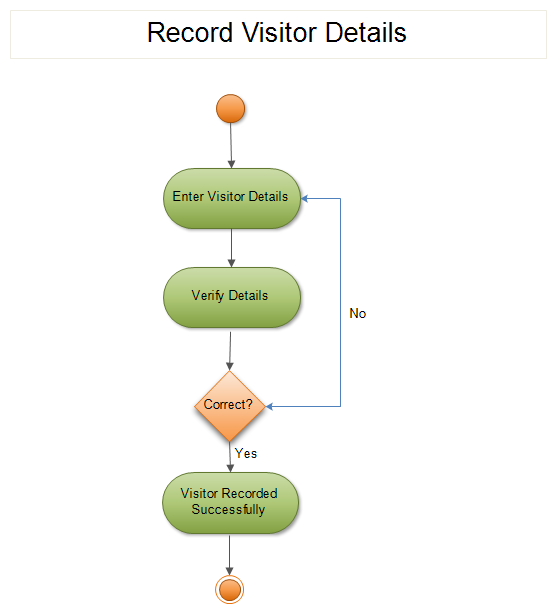 Record Visitor Details
Enter Visitor Details
Verify Details
No
Correct?
Yes
Visitor Recorded
Successfully